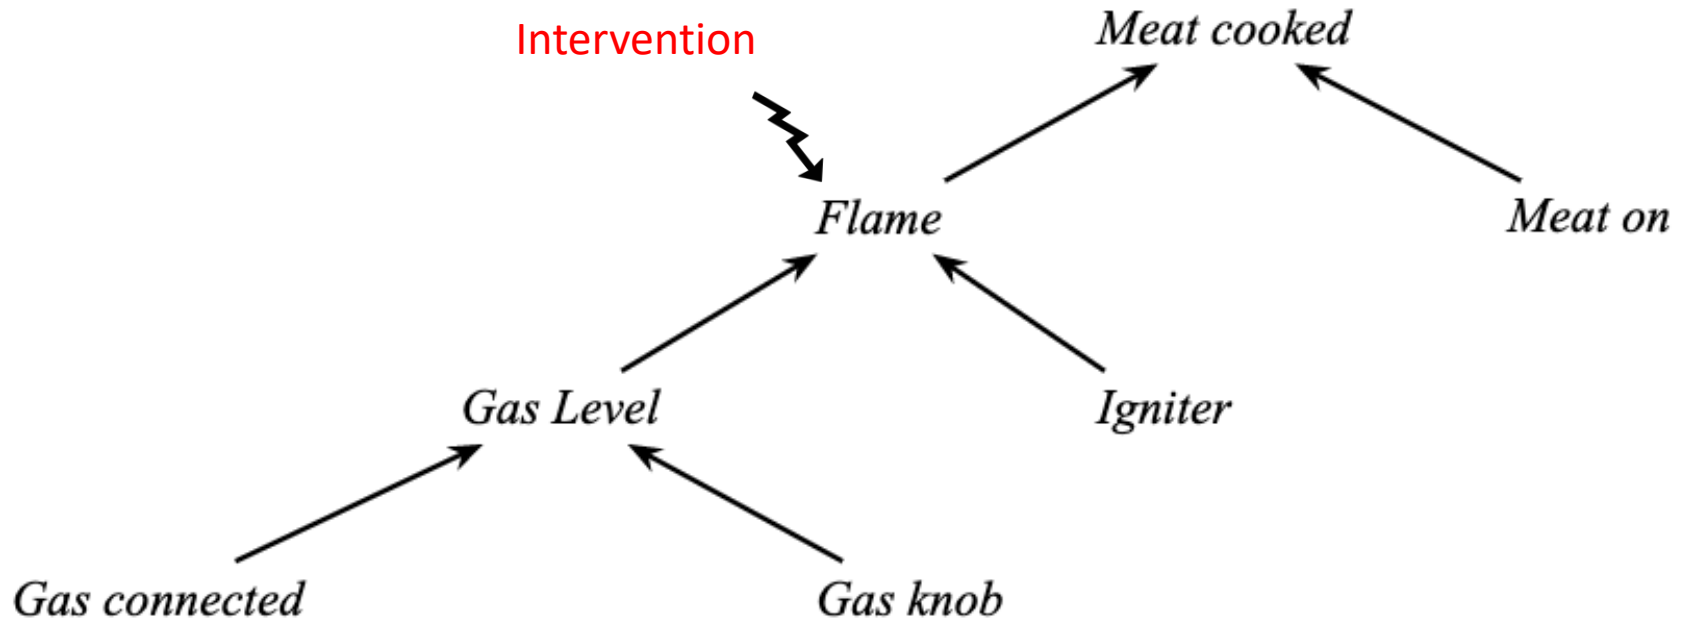 Intervention
Meat cooked
Flame
Meat on
Gas Level
Igniter
Gas connected
Gas knob